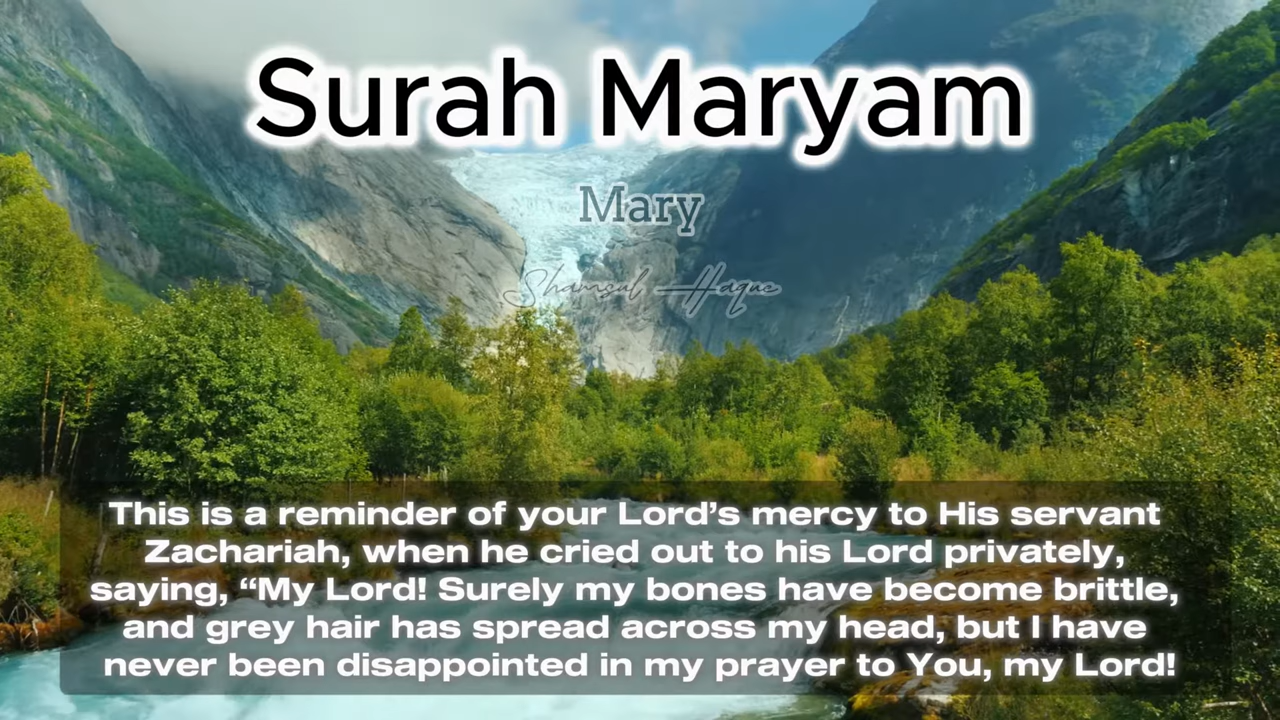 Surah Maryam
Mary
Shamsul Haque
This is a reminder of your Lord’s mercy to His servant
Zachariah, when he cried out to his Lord privately,
saying, “My Lord! Surely my bones have become brittle,
and grey hair has spread across my head, but I have
never been disappointed in my prayer to You, my Lord!